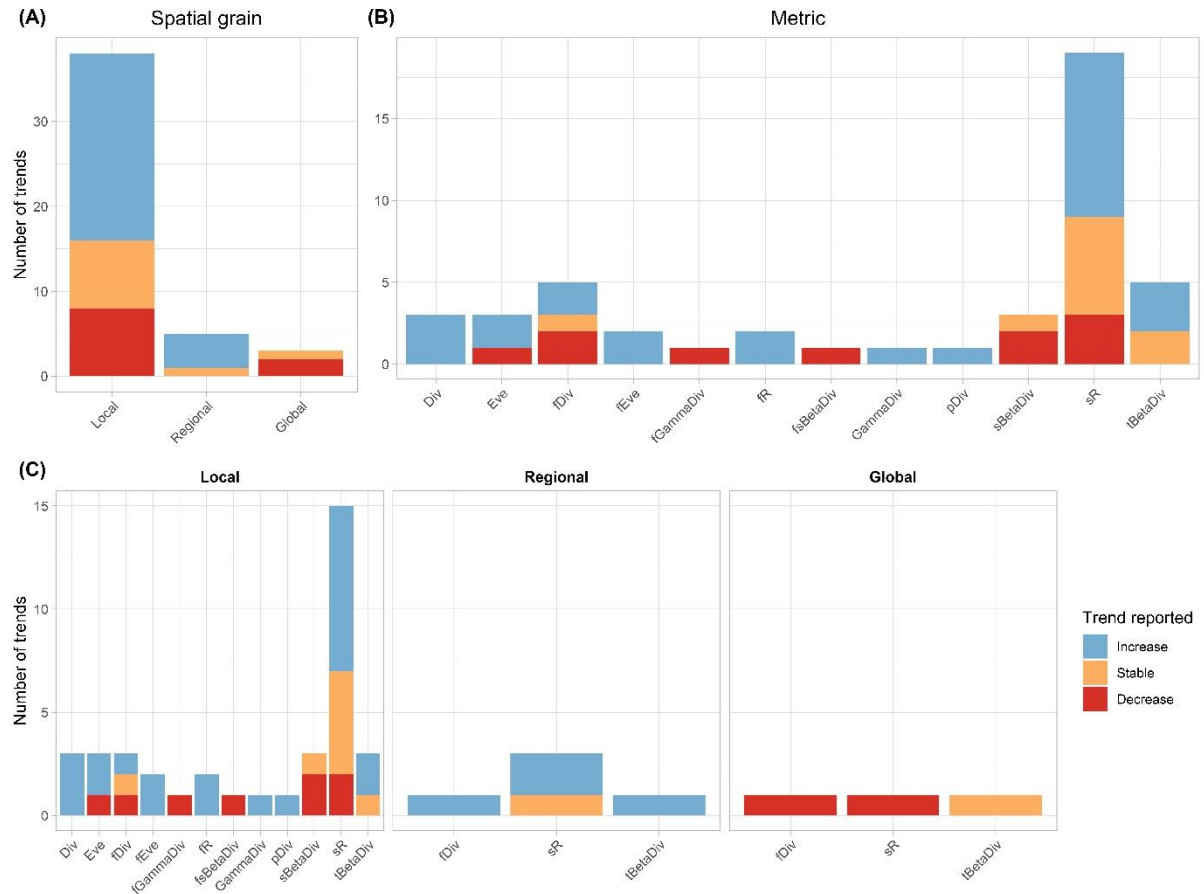 (A) Spatial grain
(B) Metric
Number of trends
30
20
10
0
Local
Regional
Global
15
10
5
0
Div
Eve
fDiv
fEve
fGammaDiv
fR
fsBetaDiv
GammaDiv
pDiv
sBetaDiv
sR
tBetaDiv
(C)
Local
Regional
Global
Number of trends
15
10
5
0
Div
Eve
fDiv
fEve
fGammaDiv
fR
fsBetaDiv
GammaDiv
pDiv
sBetaDiv
sR
tBetaDiv
fDiv
sR
tBetaDiv
fDiv
sR
tBetaDiv
Trend reported
Increase
Stable
Decrease